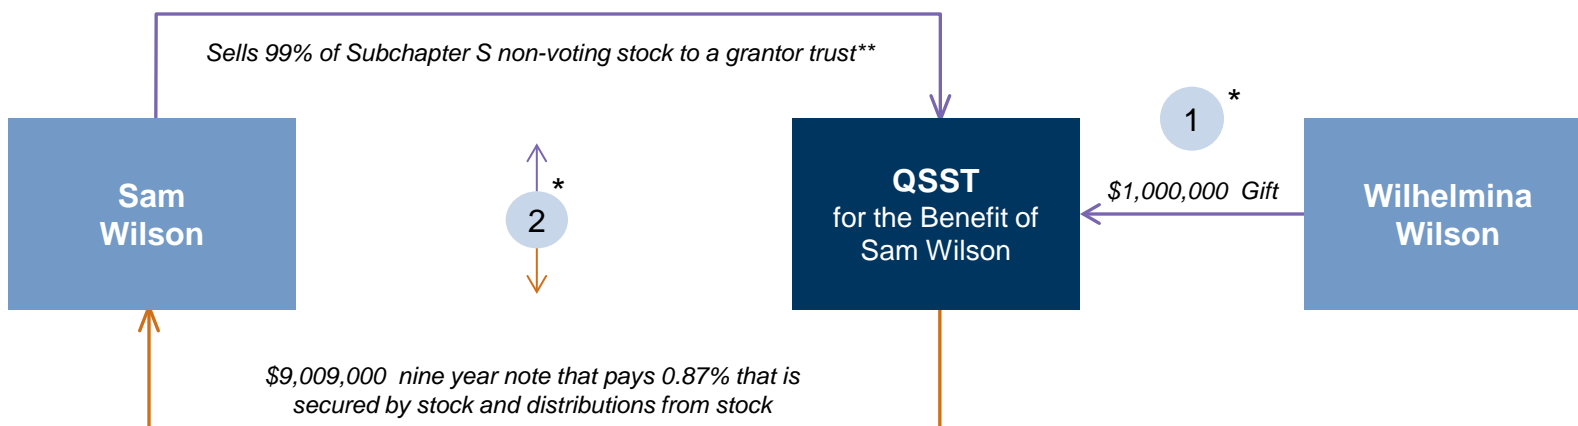 Sells 99% of Subchapter S non-voting stock to a grantor trust**
1 *
Sam
Wilson
2 *
QSST
for the Benefit of
Sam Wilson
$1,000,000 Gift
Wilhelmina
Wilson
$9,009,000 nine year note that pays 0.87% that is
secured by stock and distributions from stock